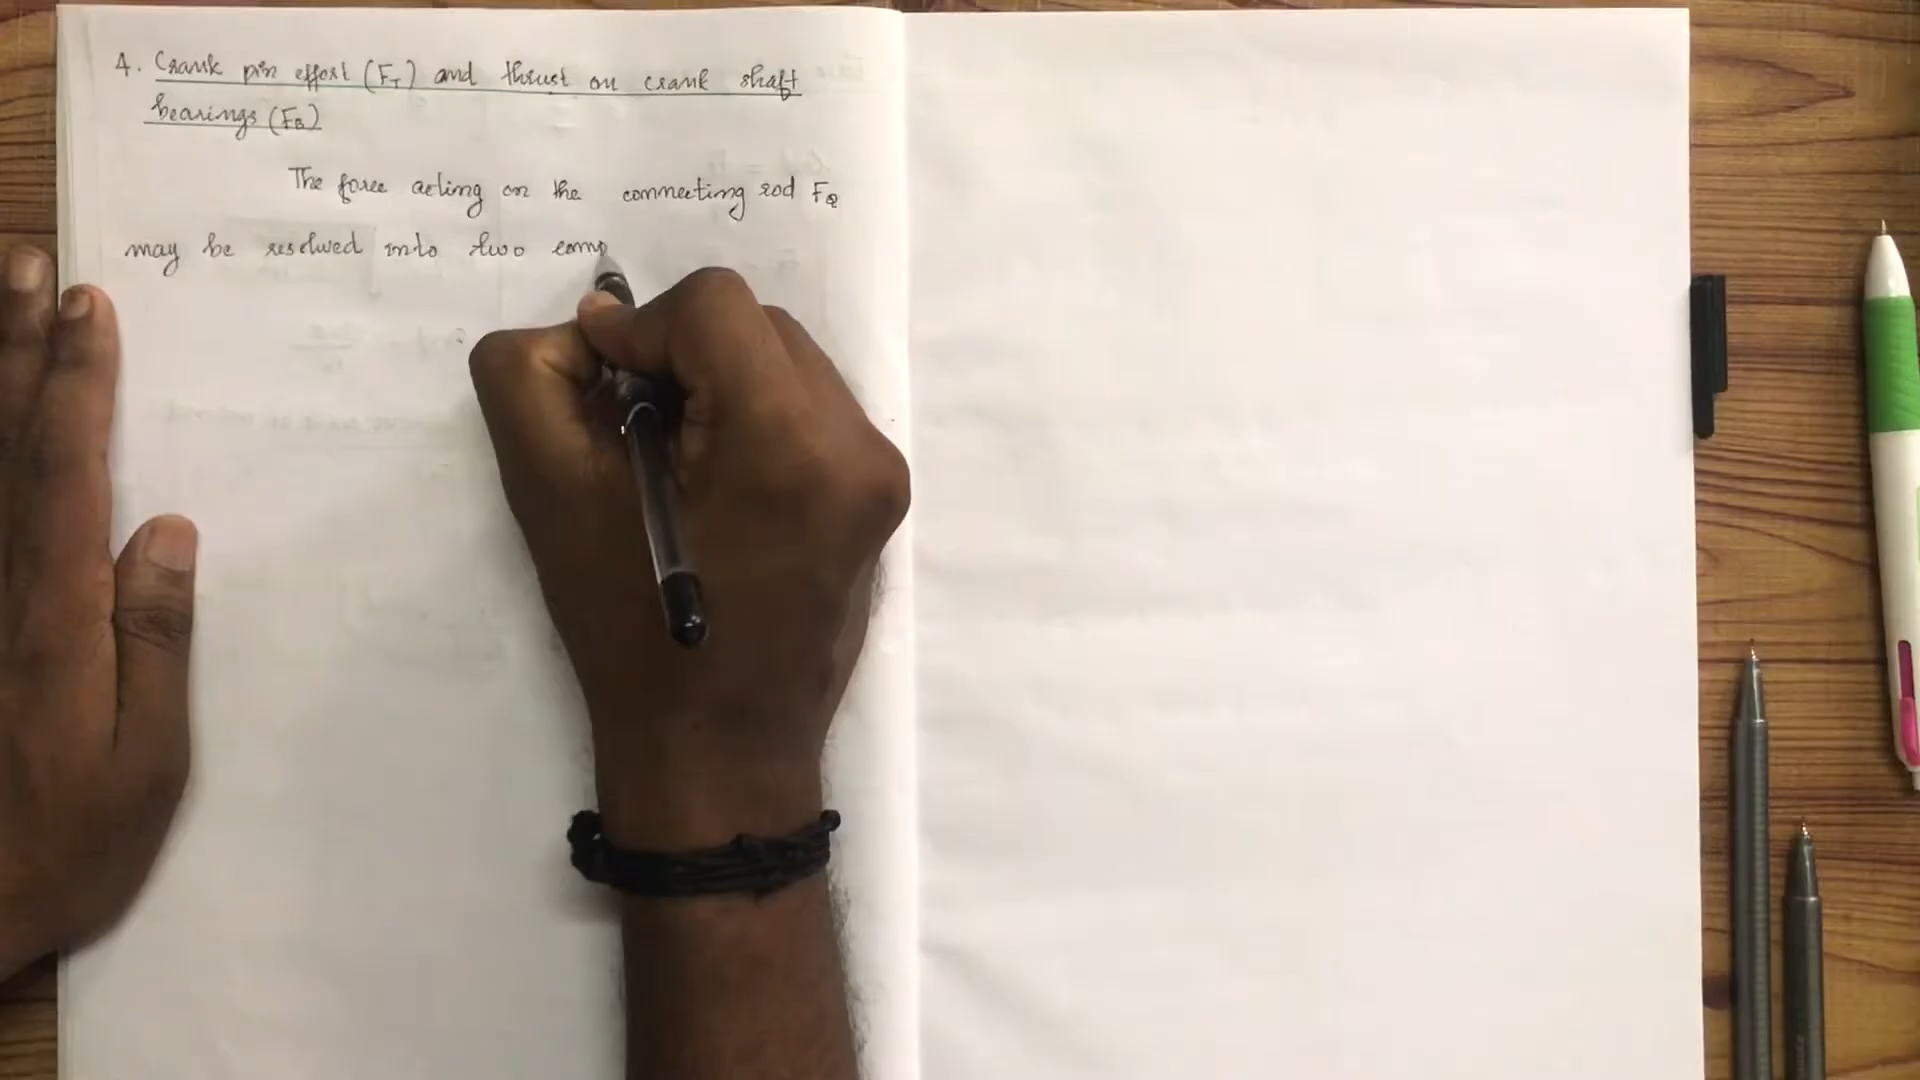 4. Crank pin effort (FT) and thrust on crank shaft
bearings (FB)
The force acting on the connecting rod FQ
may be resolved into two comp